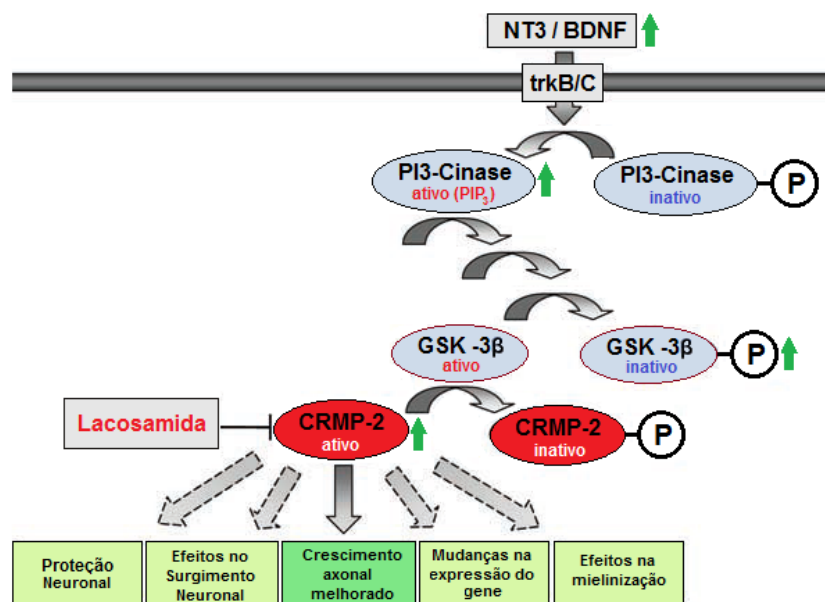 NT3 / BDNF
trkB/C
PI3-Cinase
ativo (PIP3)
PI3-Cinase
inativo
P
GSK -3β
ativo
GSK -3β
inativo
P
Lacosamida
CRMP-2
ativo
CRMP-2
inativo
P
Proteção
Neuronal
Efeitos no
Surgimento
Neuronal
Crescimento
axonal
melhorado
Mudanças na
expressão do
gene
Efeitos na
mielinização